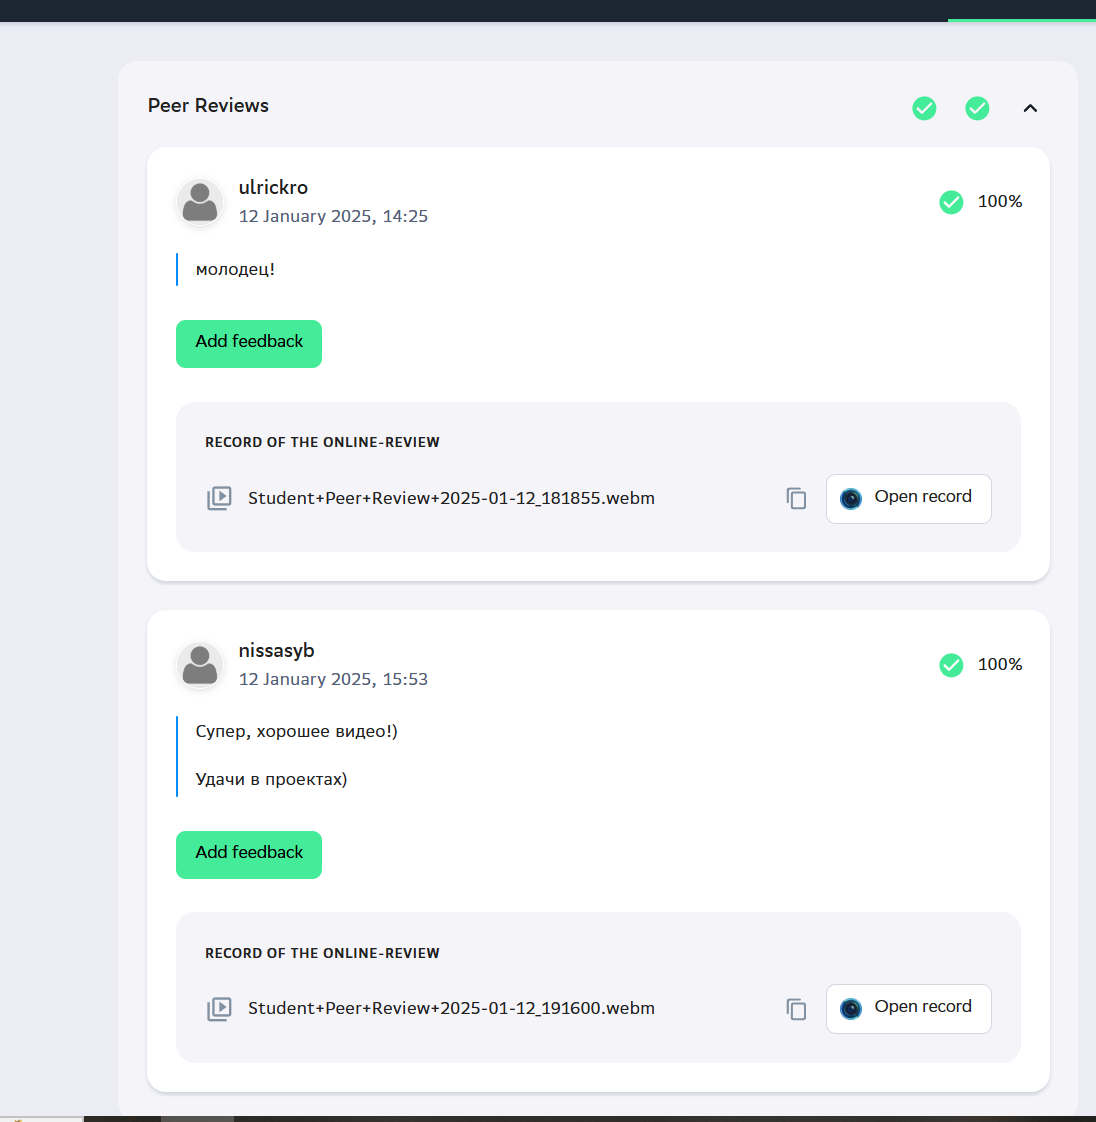 Peer Reviews
ulrickro
12 January 2025, 14:25
100%
молодец!
Add feedback
RECORD OF THE ONLINE-REVIEW
Student+Peer+Review+2025-01-12_181855.webm
Open record
nissasyb
12 January 2025, 15:53
100%
Супер, хорошее видео!)
Удачи в проектах)
Add feedback
RECORD OF THE ONLINE-REVIEW
Student+Peer+Review+2025-01-12_191600.webm
Open record